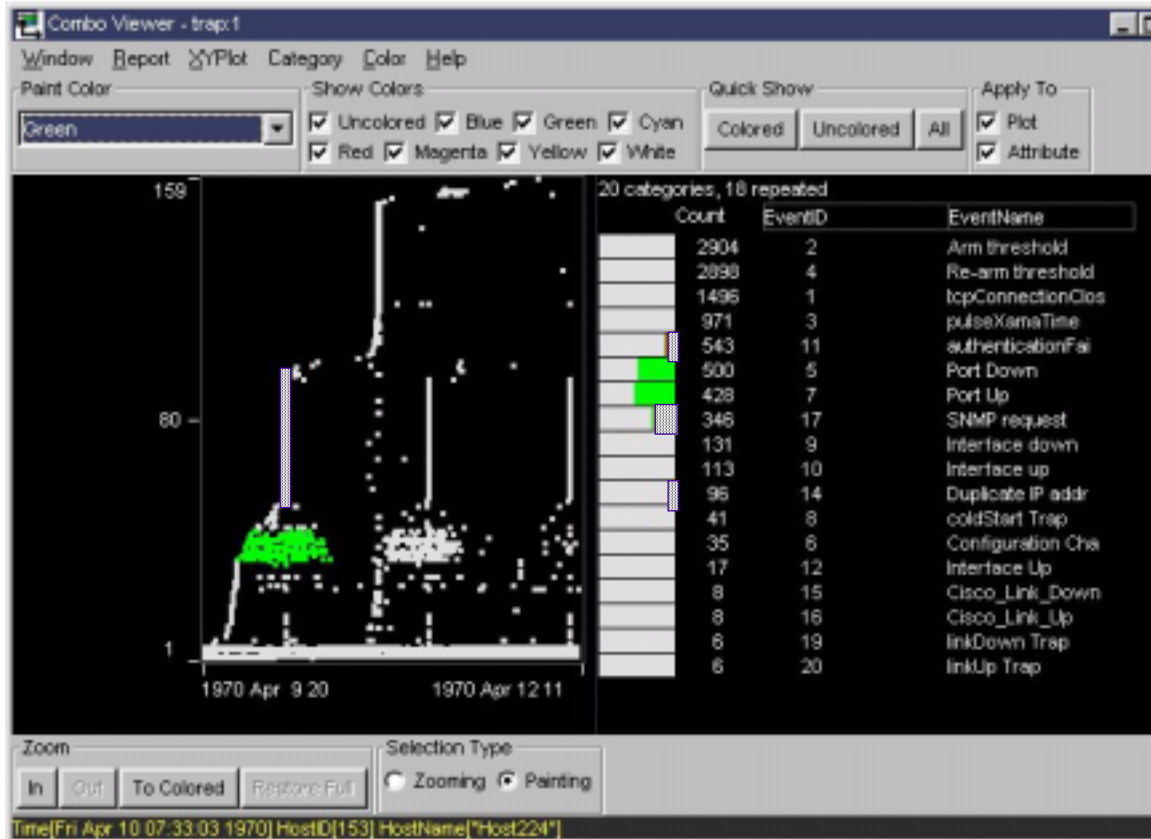 Combo Viewer - trap:1
Window Report XYPlot Category Color Help
Paint Color
Green
Show Colors
Uncolored Blue Green Cyan
Red Magenta Yellow White
Quick Show
Colored Uncolored All
Apply To
Plot
Attribute
159
80
1
1970 Apr 9 20 1970 Apr 12 11
20 categories, 18 repeated
Count EventID EventName
2904 2 Arm threshold
2898 4 Re-arm threshold
1496 1 tcpConnectionClos
971 3 pulseXamaTime
543 11 authenticationFai
500 5 Port Down
428 7 Port Up
346 17 SNMP request
131 9 Interface down
113 10 Interface up
96 14 Duplicate IP addr
41 8 coldStart Trap
35 6 Configuration Cha
17 12 Interface Up
8 15 Cisco_Link_Down
8 16 Cisco_Link_Up
6 19 linkDown Trap
6 20 linkUp Trap
Zoom
In Out To Colored Restore Full
Selection Type
Zooming Painting
Time[Fri Apr 10 07:33:03 1970] HostID[153] HostName["Host224"]